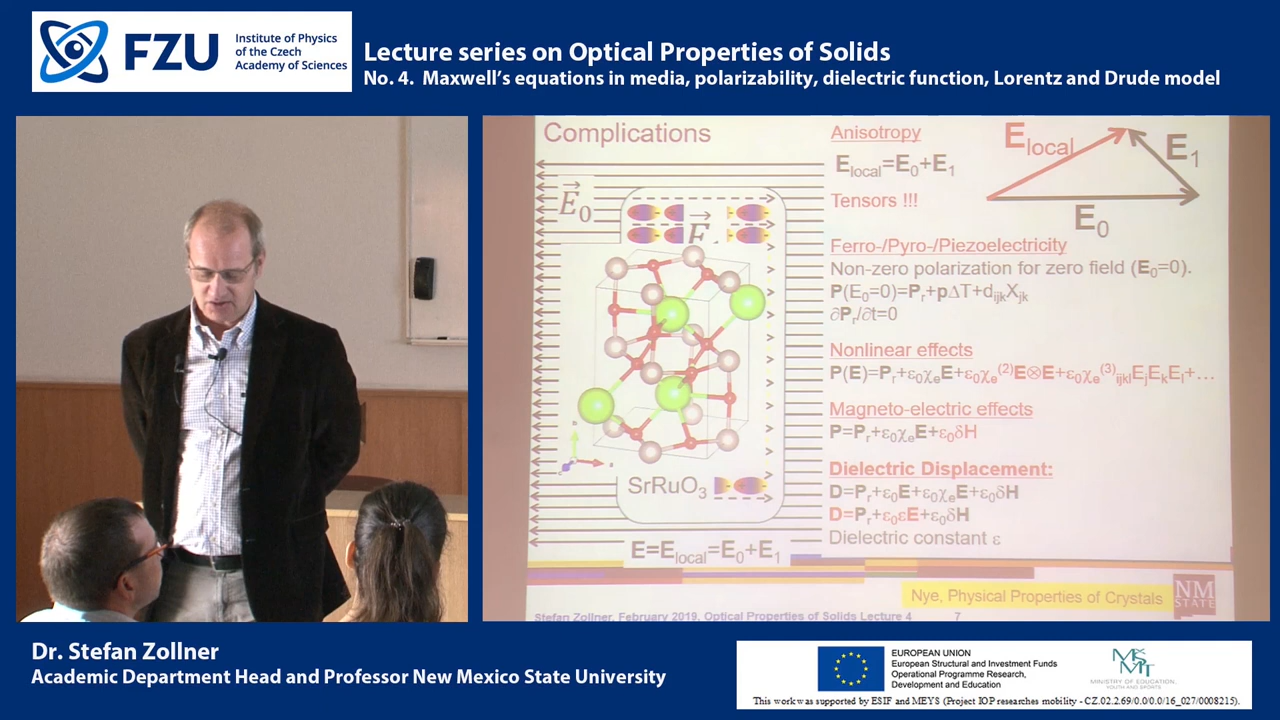 FZU
Institute of Physics
of the Czech
Academy of Sciences
Lecture series on Optical Properties of Solids
No. 4. Maxwell's equations in media, polarizability, dielectric function, Lorentz and Drude model
Complications
E⃗₀
SrRuO₃
E=E_local=E₀+E₁
Anisotropy
E_local=E₀+E₁
Tensors !!!
E_local
E₁
E₀
Ferro-/Pyro-/Piezoelectricity
Non-zero polarization for zero field (E₀=0).
P(E₀=0)=Pᵣ+pΔT+d_ijkX_jk
∂Pᵣ/∂t=0
Nonlinear effects
P(E)=Pᵣ+ε₀χₑE+ε₀χₑ⁽²⁾E⊗E+ε₀χₑ⁽³⁾_ijklE_jE_kE_l+…
Magneto-electric effects
P=Pᵣ+ε₀χₑE+ε₀δH
Dielectric Displacement:
D=Pᵣ+ε₀E+ε₀χₑE+ε₀δH
D=Pᵣ+ε₀εE+ε₀δH
Dielectric constant ε
Nye, Physical Properties of Crystals
NM
STATE
Stefan Zollner, February 2019, Optical Properties of Solids Lecture 4 7
Dr. Stefan Zollner
Academic Department Head and Professor New Mexico State University
EUROPEAN UNION
European Structural and Investment Funds
Operational Programme Research,
Development and Education
MINISTRY OF EDUCATION,
YOUTH AND SPORTS
This work was supported by ESIF and MEYS (Project IOP researches mobility - CZ.02.2.69/0.0/0.0/16_027/0008215).